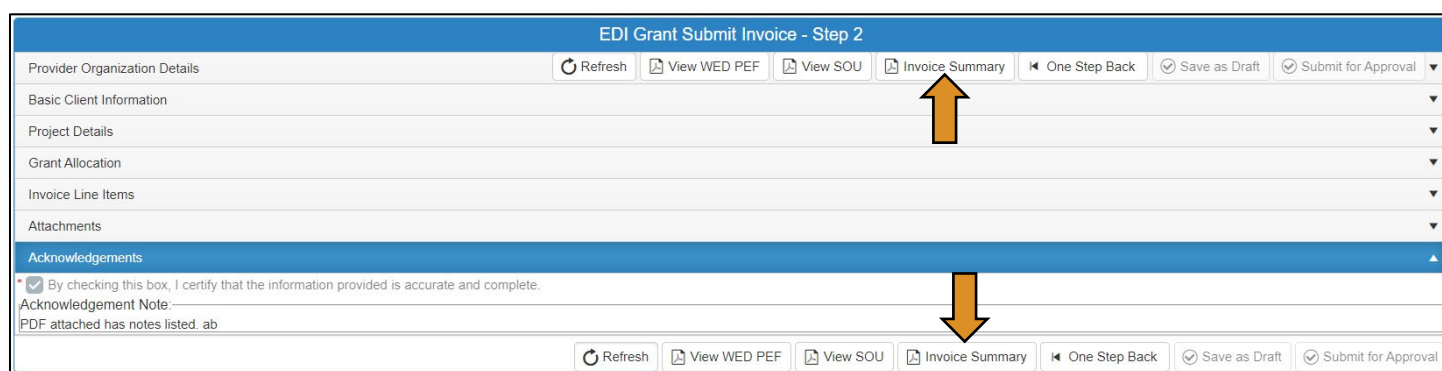 EDI Grant Submit Invoice - Step 2
Provider Organization Details Refresh View WED PEF View SOU Invoice Summary One Step Back Save as Draft Submit for Approval
Basic Client Information
Project Details
Grant Allocation
Invoice Line Items
Attachments
Acknowledgements
* By checking this box, I certify that the information provided is accurate and complete.
Acknowledgement Note:
PDF attached has notes listed. ab
Refresh View WED PEF View SOU Invoice Summary One Step Back Save as Draft Submit for Approval